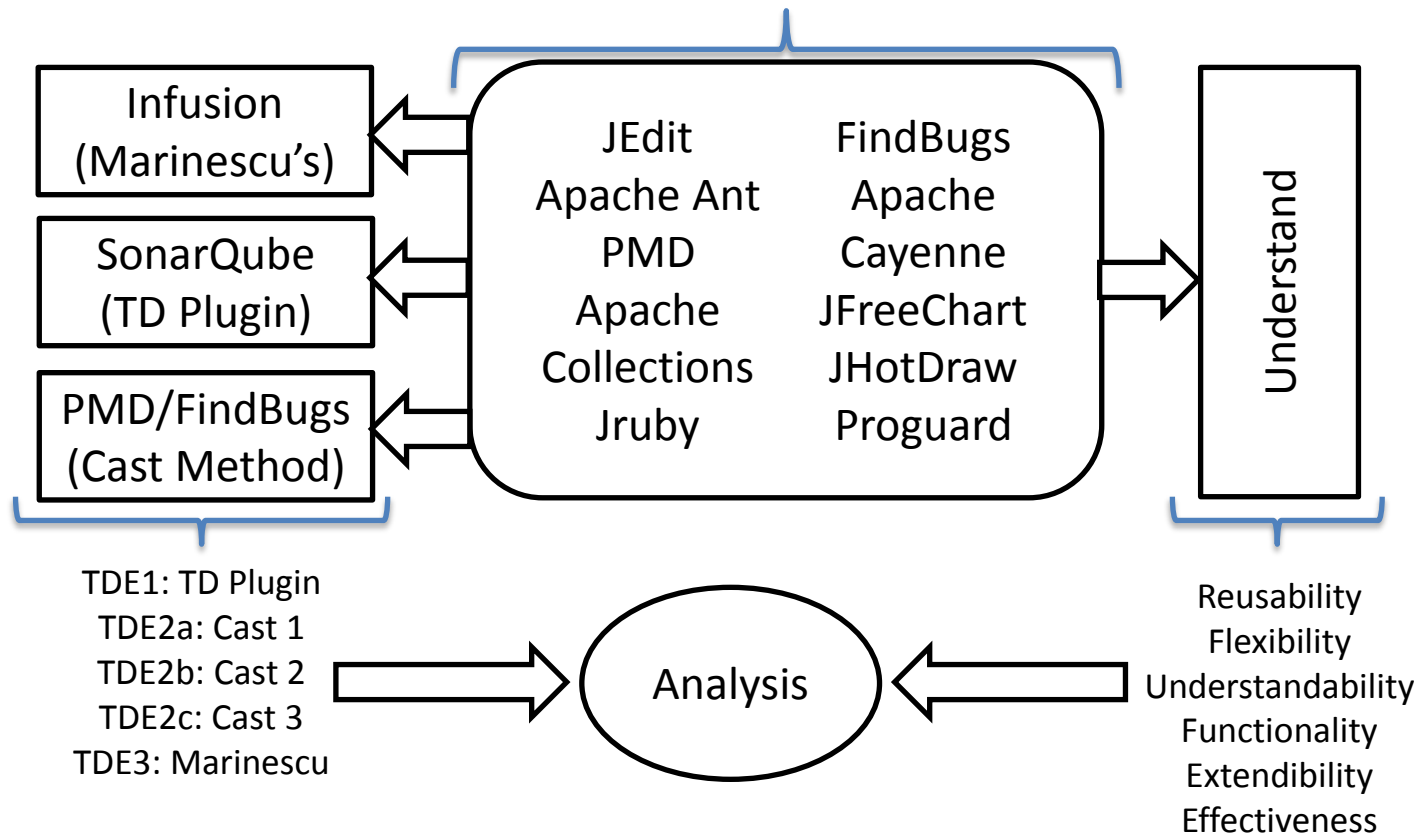 Infusion
(Marinescu's)
SonarQube
(TD Plugin)
PMD/FindBugs
(Cast Method)
JEdit
Apache Ant
PMD
Apache
Collections
Jruby
FindBugs
Apache
Cayenne
JFreeChart
JHotDraw
Proguard
Understand
TDE1: TD Plugin
TDE2a: Cast 1
TDE2b: Cast 2
TDE2c: Cast 3
TDE3: Marinescu
Analysis
Reusability
Flexibility
Understandability
Functionality
Extendibility
Effectiveness